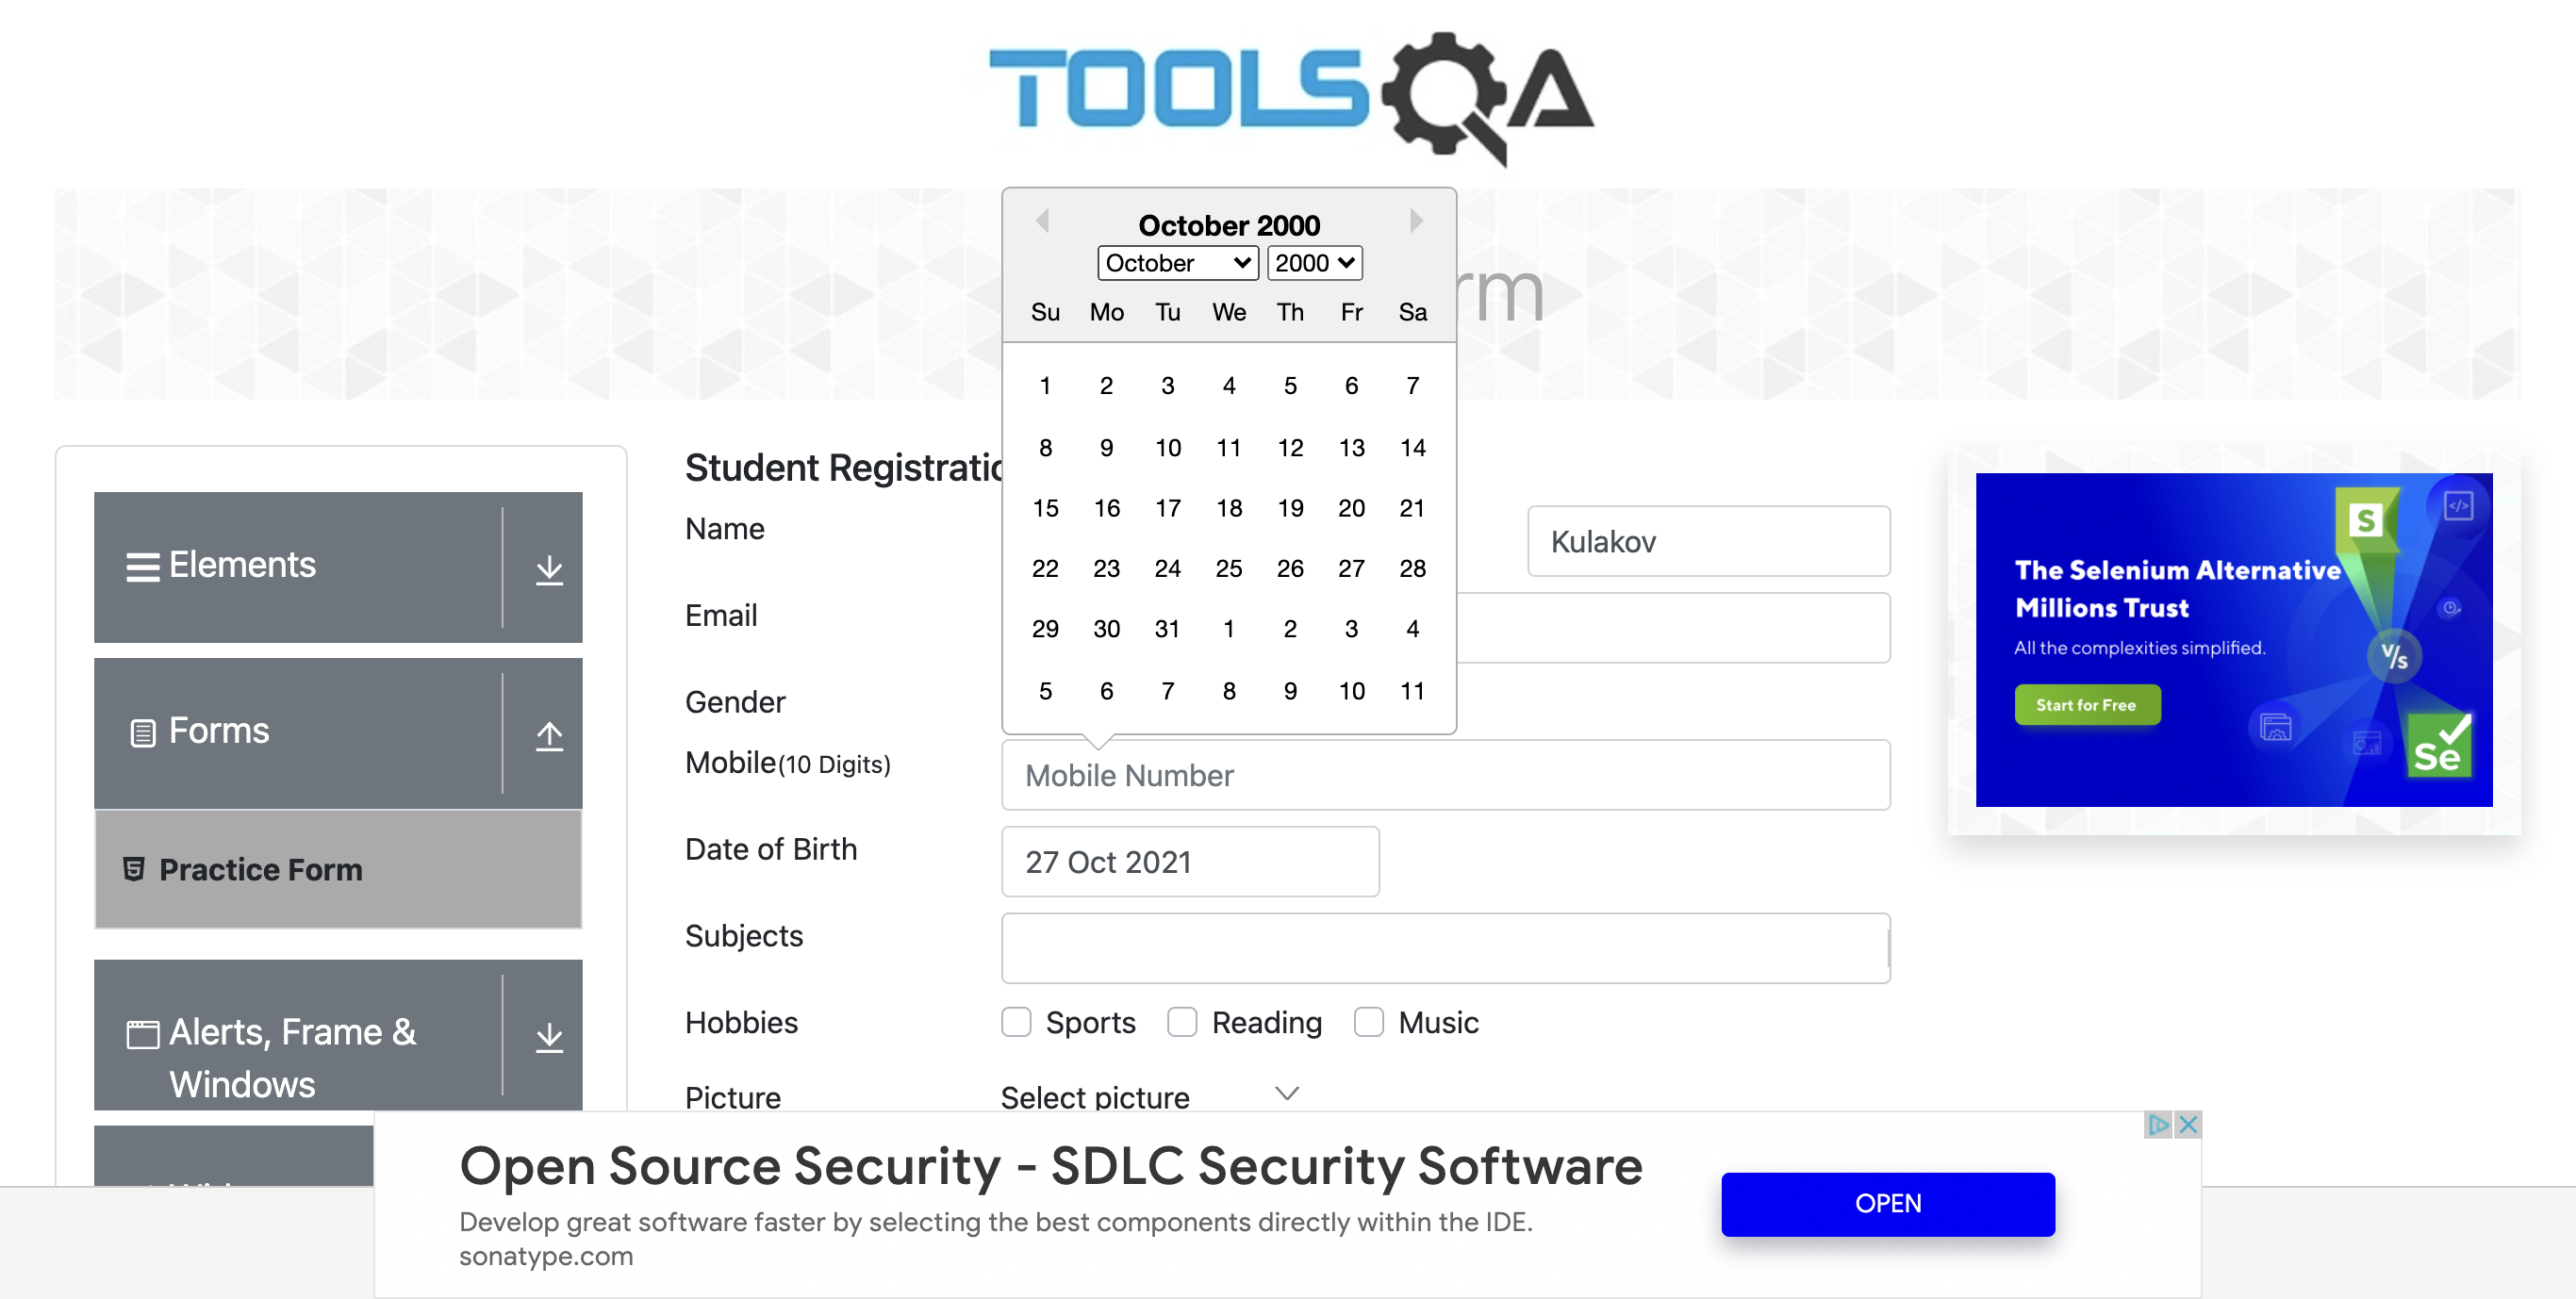 TOOLSQA
October 2000
October 2000
Su Mo Tu We Th Fr Sa
1 2 3 4 5 6 7
8 9 10 11 12 13 14
15 16 17 18 19 20 21
22 23 24 25 26 27 28
29 30 31 1 2 3 4
5 6 7 8 9 10 11
rm
Elements
Forms
Practice Form
Alerts, Frame &
Windows
Student Registratio
Name
Kulakov
Email
Gender
Mobile(10 Digits)
Mobile Number
Date of Birth
27 Oct 2021
Subjects
Hobbies
Sports Reading Music
Picture
Select picture
The Selenium Alternative
Millions Trust
All the complexities simplified.
Start for Free
S
</>
V/s
Se
Open Source Security - SDLC Security Software
Develop great software faster by selecting the best components directly within the IDE.
sonatype.com
OPEN